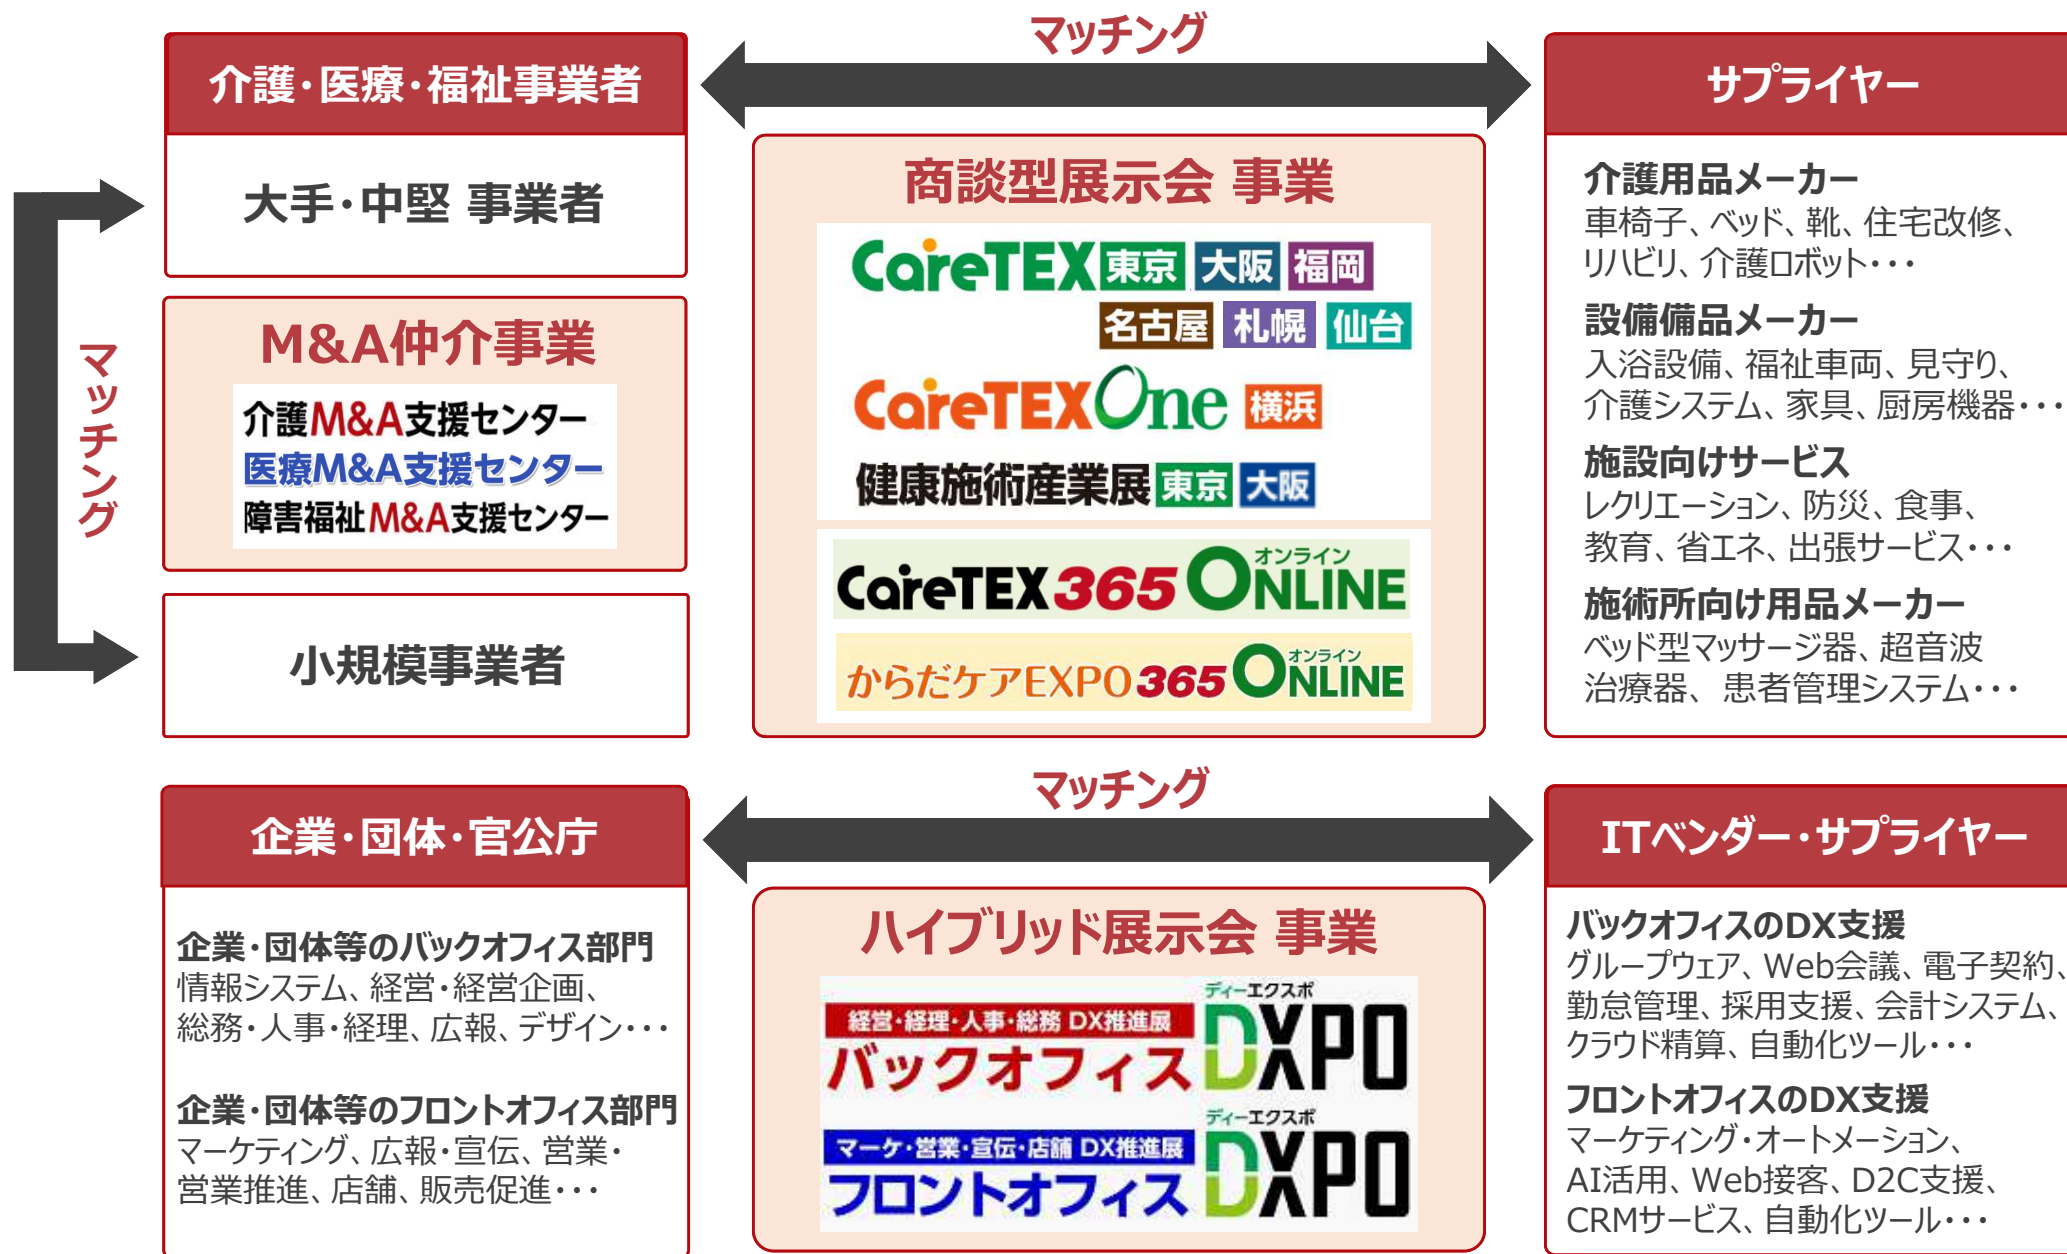 マッチング
介護・医療・福祉事業者
大手・中堅 事業者
マッチング
M&A仲介事業
介護M&A支援センター
医療M&A支援センター
障害福祉M&A支援センター
小規模事業者
商談型展示会 事業
CareTEX 東京 大阪 福岡
名古屋 札幌 仙台
CareTEX One 横浜
健康施術産業展 東京 大阪
オンライン
CareTEX 365 ONLINE
オンライン
からだケアEXPO 365 ONLINE
サプライヤー
介護用品メーカー
車椅子、ベッド、靴、住宅改修、
リハビリ、介護ロボット・・・
設備備品メーカー
入浴設備、福祉車両、見守り、
介護システム、家具、厨房機器・・・
施設向けサービス
レクリエーション、防災、食事、
教育、省エネ、出張サービス・・・
施術所向け用品メーカー
ベッド型マッサージ器、超音波
治療器、 患者管理システム・・・
マッチング
企業・団体・官公庁
企業・団体等のバックオフィス部門
情報システム、経営・経営企画、
総務・人事・経理、広報、デザイン・・・
企業・団体等のフロントオフィス部門
マーケティング、広報・宣伝、営業・
営業推進、店舗、販売促進・・・
ハイブリッド展示会 事業
ディーエクスポ
経営・経理・人事・総務 DX推進展
バックオフィス DXPO
ディーエクスポ
マーケ・営業・宣伝・店舗 DX推進展
フロントオフィス DXPO
ITベンダー・サプライヤー
バックオフィスのDX支援
グループウェア、Web会議、電子契約、
勤怠管理、採用支援、会計システム、
クラウド精算、自動化ツール・・・
フロントオフィスのDX支援
マーケティング・オートメーション、
AI活用、Web接客、D2C支援、
CRMサービス、自動化ツール・・・